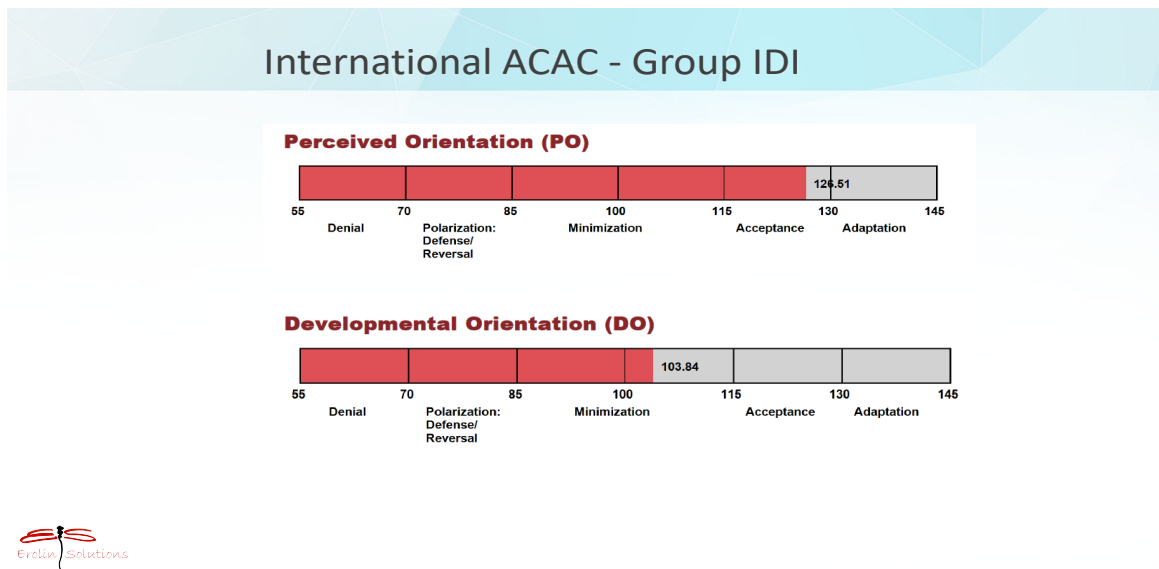 International ACAC - Group IDI
Perceived Orientation (PO)
126.51
55 70 85 100 115 130 145
Denial Polarization: Minimization Acceptance Adaptation
Defense/
Reversal
Developmental Orientation (DO)
103.84
55 70 85 100 115 130 145
Denial Polarization: Minimization Acceptance Adaptation
Defense/
Reversal
Erolin Solutions